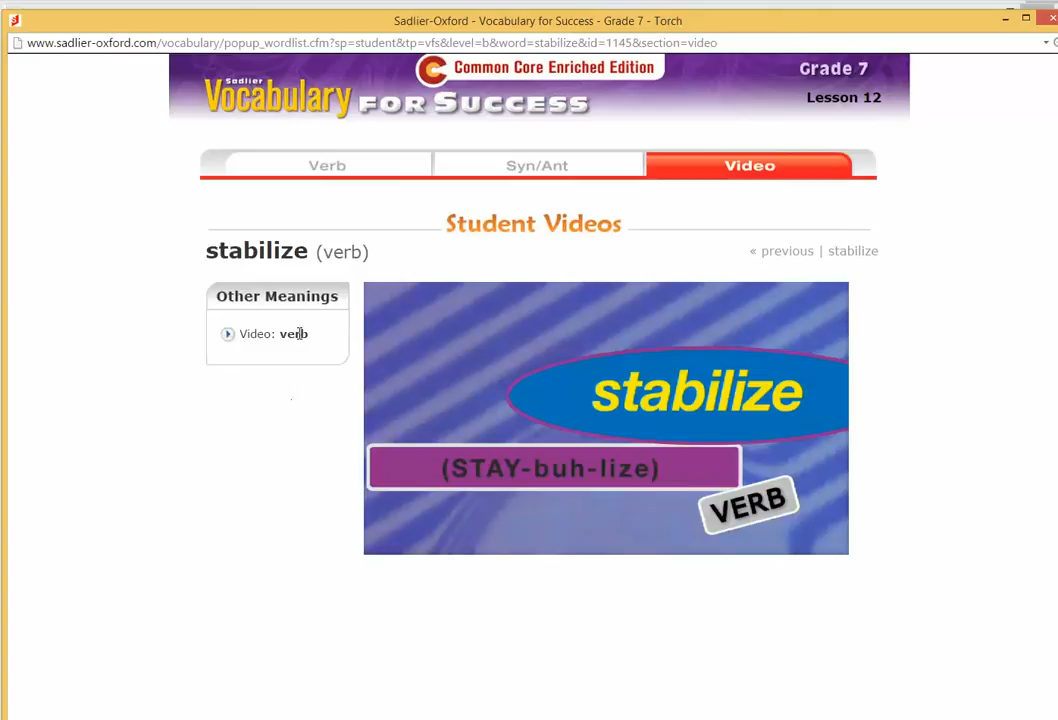 Sadlier-Oxford - Vocabulary for Success - Grade 7 - Torch
www.sadlier-oxford.com/vocabulary/popup_wordlist.cfm?sp=student&tp=vfs&level=b&word=stabilize&id=1145&section=video
C Common Core Enriched Edition
Grade 7
Sadlier
Vocabulary FOR SUCCESS
Lesson 12
Verb Syn/Ant Video
Student Videos
stabilize (verb)
« previous | stabilize
Other Meanings
Video: verb
stabilize
(STAY-buh-lize)
VERB